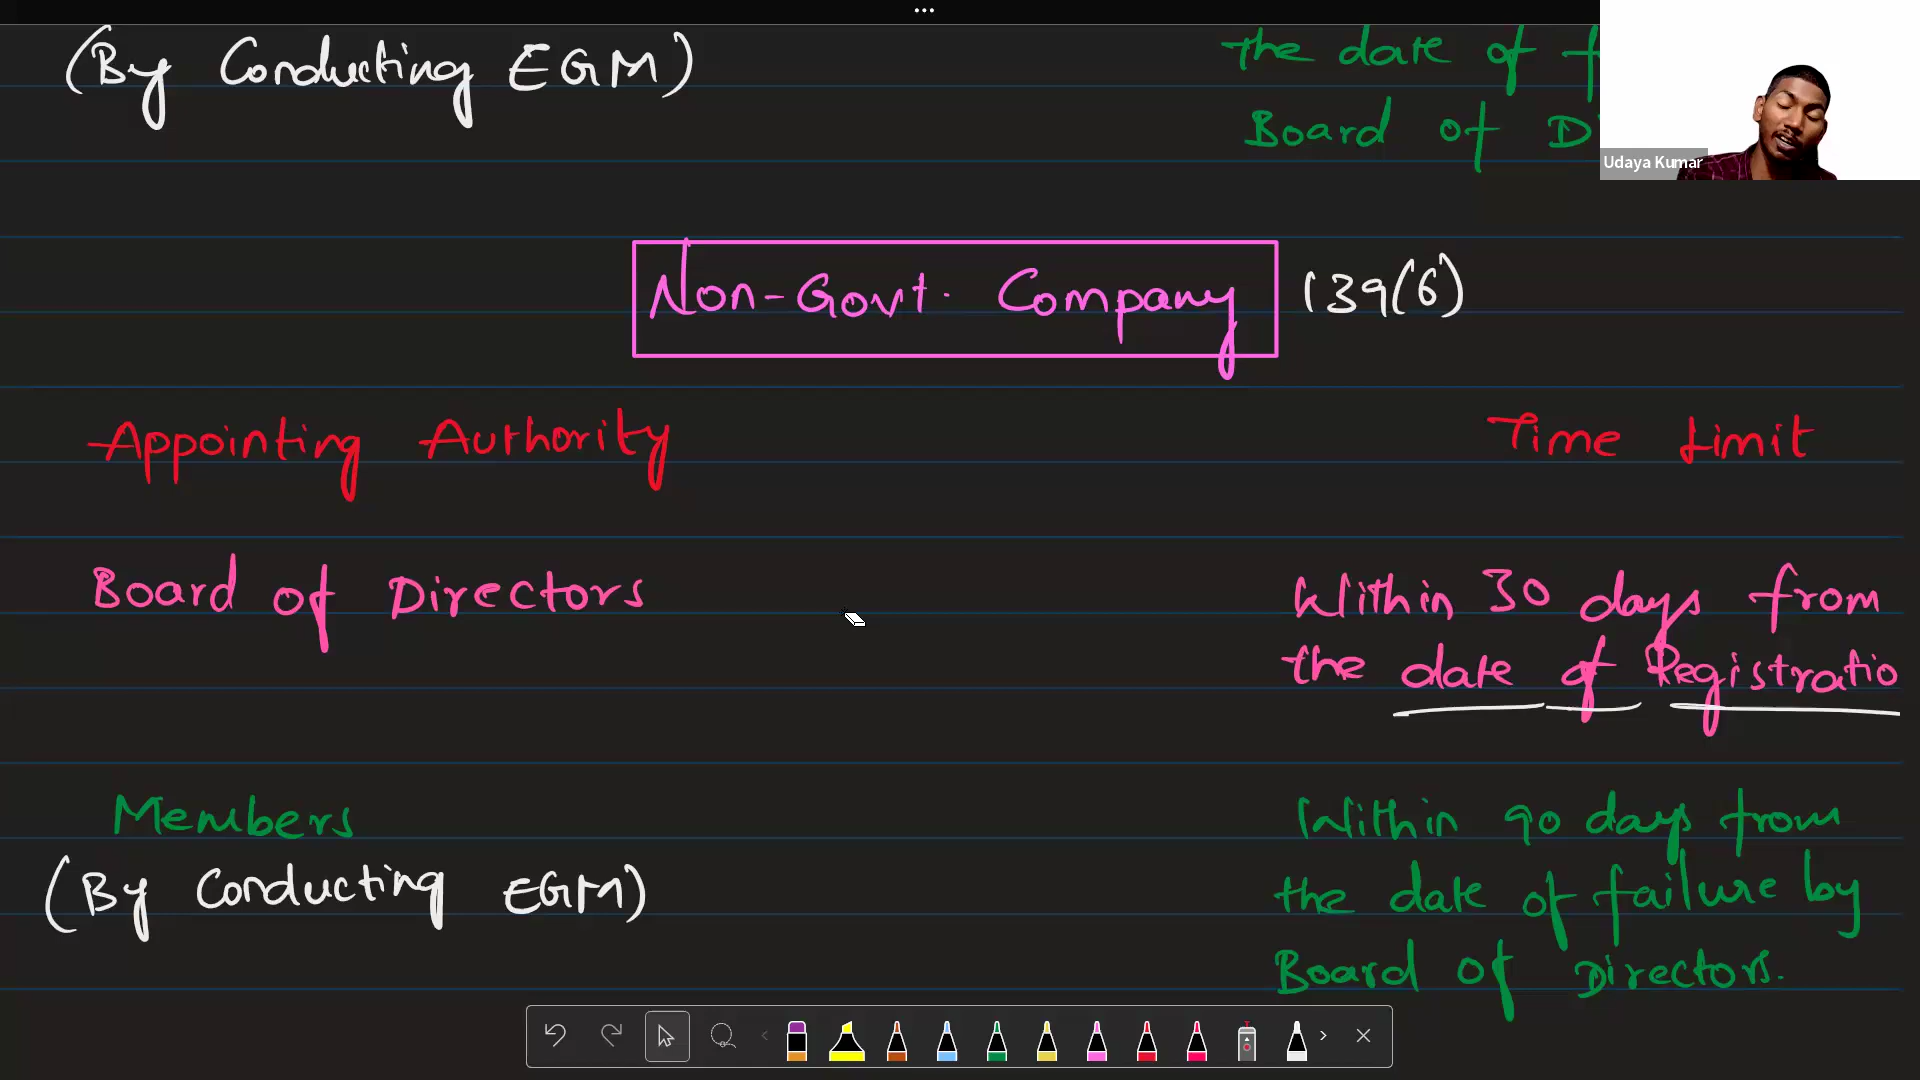 (By Conducting EGM)
the date of f
Board of D
Udaya Kumar
Non-Govt. Company 139(6)
Appointing Authority
Time Limit
Board of Directors
Within 30 days from
the date of Registratio
Members
(By Conducting EGM)
Within 90 days from
the date of failure by
Board of Directors.